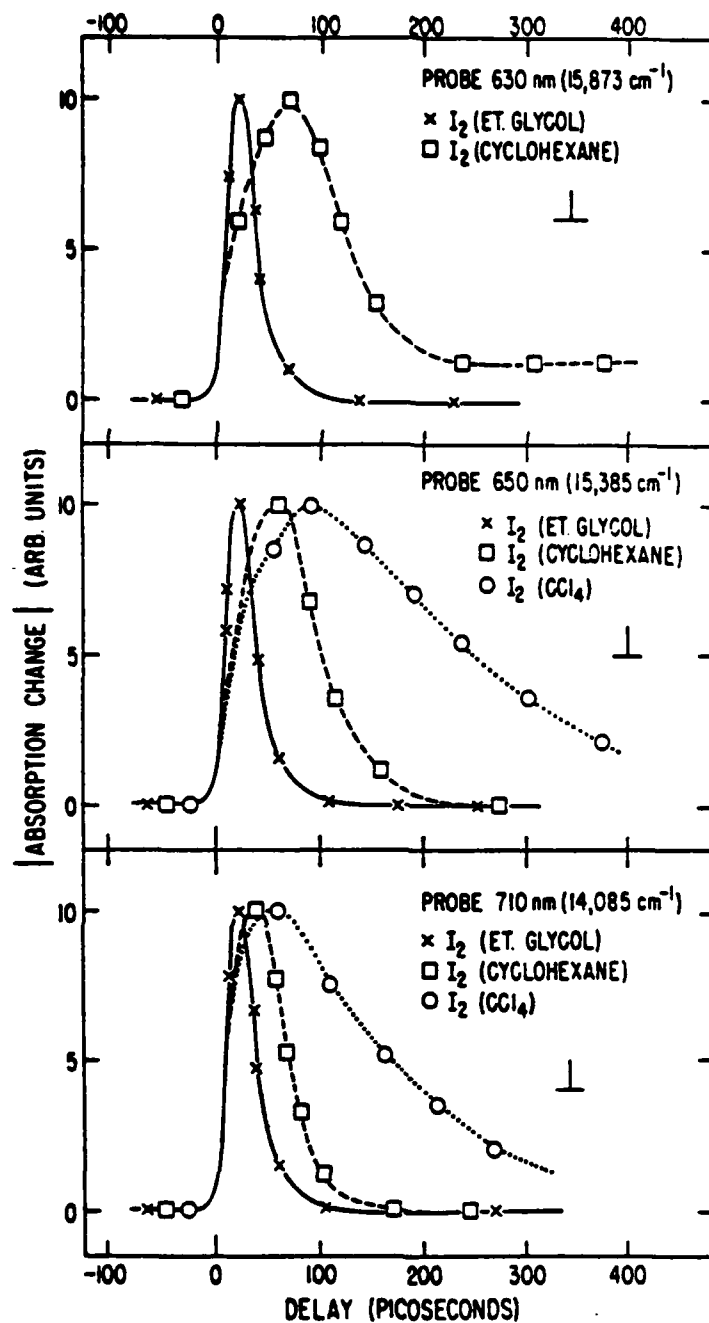 -100 0 100 200 300 400
PROBE 630 nm (15,873 cm⁻¹)
× I₂ (ET. GLYCOL)
□ I₂ (CYCLOHEXANE)
10
5
0
PROBE 650 nm (15,385 cm⁻¹)
× I₂ (ET. GLYCOL)
□ I₂ (CYCLOHEXANE)
○ I₂ (CCl₄)
10
5
0
|ABSORPTION CHANGE| (ARB. UNITS)
PROBE 710 nm (14,085 cm⁻¹)
× I₂ (ET. GLYCOL)
□ I₂ (CYCLOHEXANE)
○ I₂ (CCl₄)
10
5
0
-100 0 100 200 300 400
DELAY (PICOSECONDS)